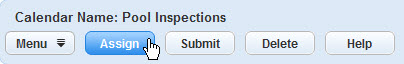 Calendar Name: Pool Inspections
Menu Assign Submit Delete Help